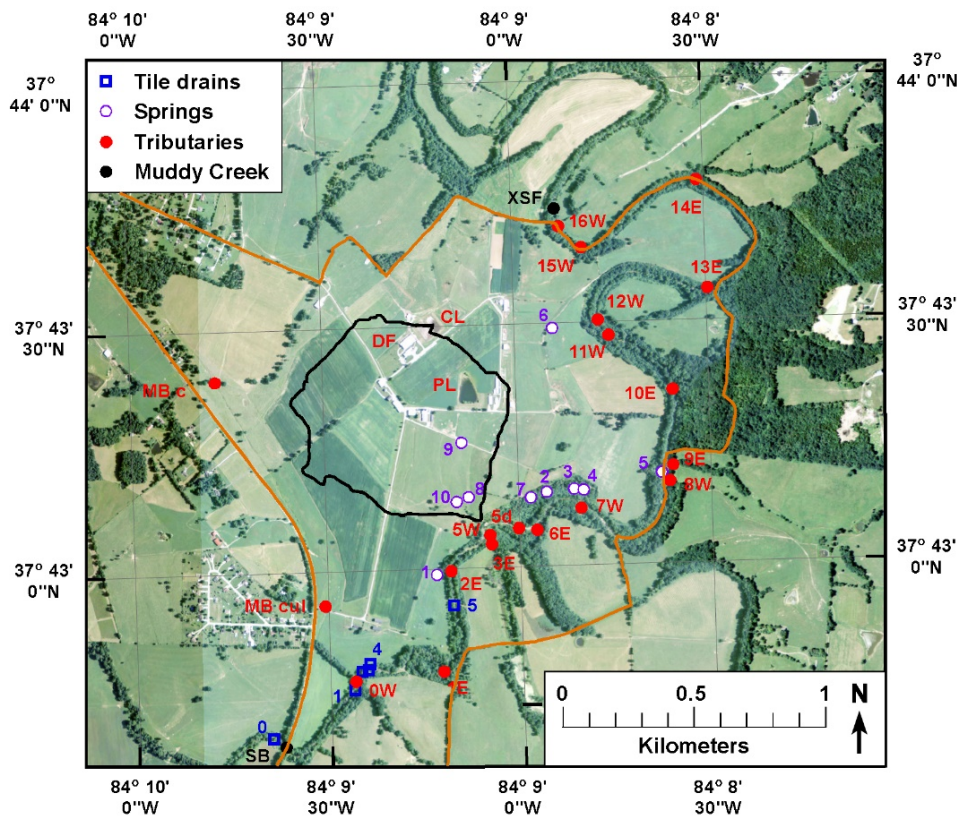 84° 10'
0"W
84° 9'
30"W
84° 9'
0"W
84° 8'
30"W
37°
44' 0"N
37°
44' 0"N
Tile drains
Springs
Tributaries
Muddy Creek
XSF
16W
15W
14E
13E
12W
11W
6
CL
DF
PL
MB c
10E
37° 43'
30"N
37° 43'
30"N
9
9E
8W
5
10
8
7
2
3
4
7W
5W
5d
6E
3E
1
2E
5
37° 43'
0"N
37° 43'
0"N
MB cul
4
0W
1
1E
0
SB
0
0.5
1
Kilometers
N
84° 10'
0"W
84° 9'
30"W
84° 9'
0"W
84° 8'
30"W